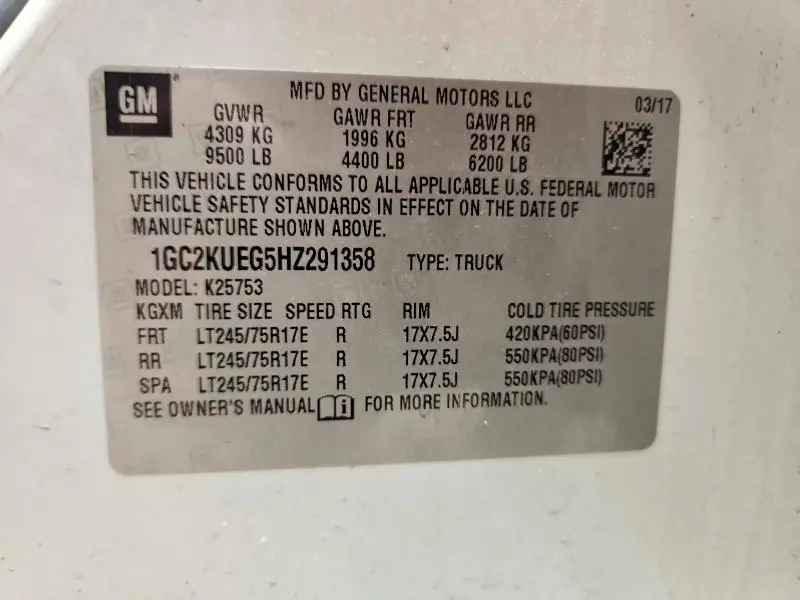 GM
MFD BY GENERAL MOTORS LLC 03/17
GVWR GAWR FRT GAWR RR
4309 KG 1996 KG 2812 KG
9500 LB 4400 LB 6200 LB
THIS VEHICLE CONFORMS TO ALL APPLICABLE U.S. FEDERAL MOTOR
VEHICLE SAFETY STANDARDS IN EFFECT ON THE DATE OF
MANUFACTURE SHOWN ABOVE.
1GC2KUEG5HZ291358 TYPE: TRUCK
MODEL: K25753
KGXM TIRE SIZE SPEED RTG RIM COLD TIRE PRESSURE
FRT LT245/75R17E R 17X7.5J 420KPA(60PSI)
RR LT245/75R17E R 17X7.5J 550KPA(80PSI)
SPA LT245/75R17E R 17X7.5J 550KPA(80PSI)
SEE OWNER'S MANUAL FOR MORE INFORMATION.